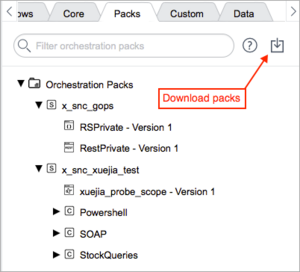 ows Core Packs Custom Data
Filter orchestration packs
?
Download packs
Orchestration Packs
S x_snc_gops
RSPrivate - Version 1
RestPrivate - Version 1
S x_snc_xuejia_test
xuejia_probe_scope - Version 1
C Powershell
C SOAP
C StockQueries